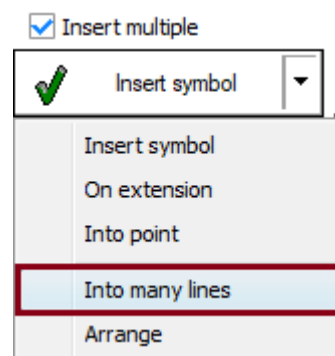 Insert multiple
Insert symbol
Insert symbol
On extension
Into point
Into many lines
Arrange